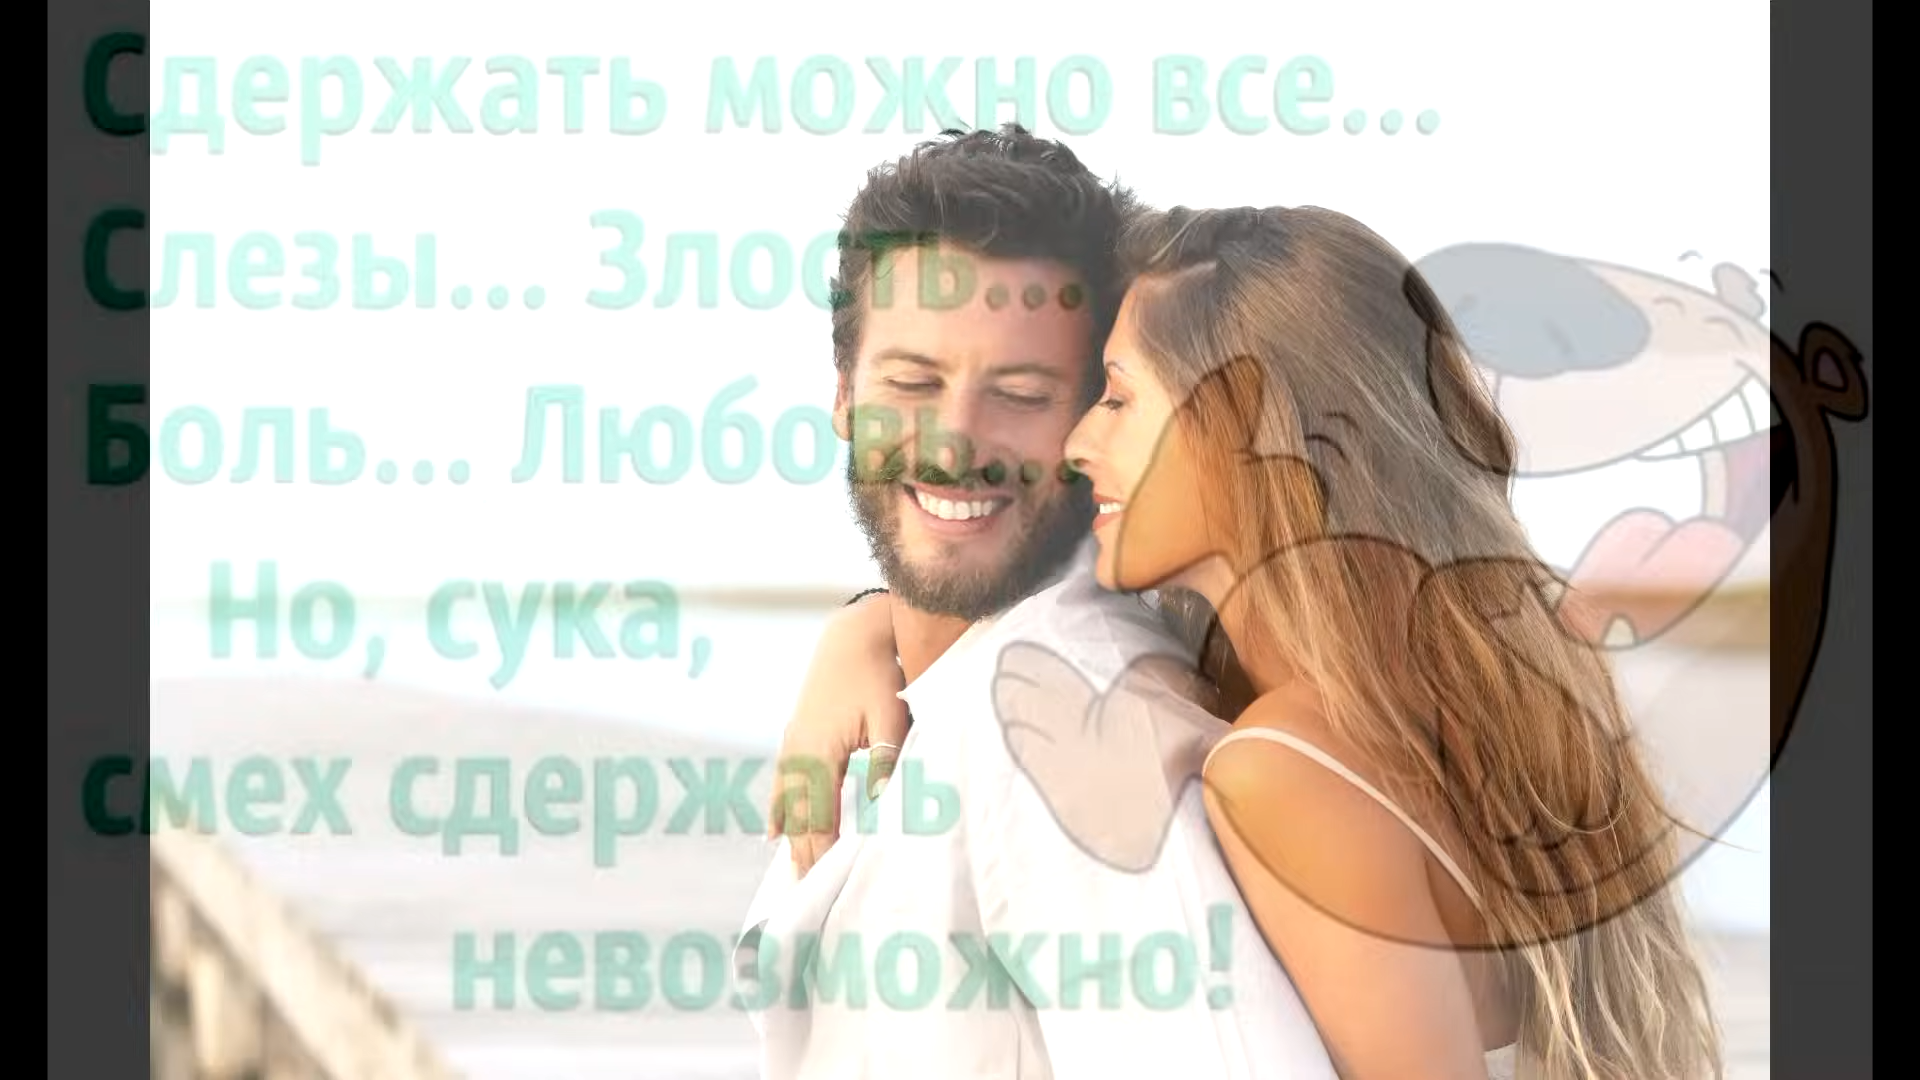 Сдержать можно все...
Слезы... Злость...
Боль... Любовь...
Но, сука,
смех сдержать
невозможно!